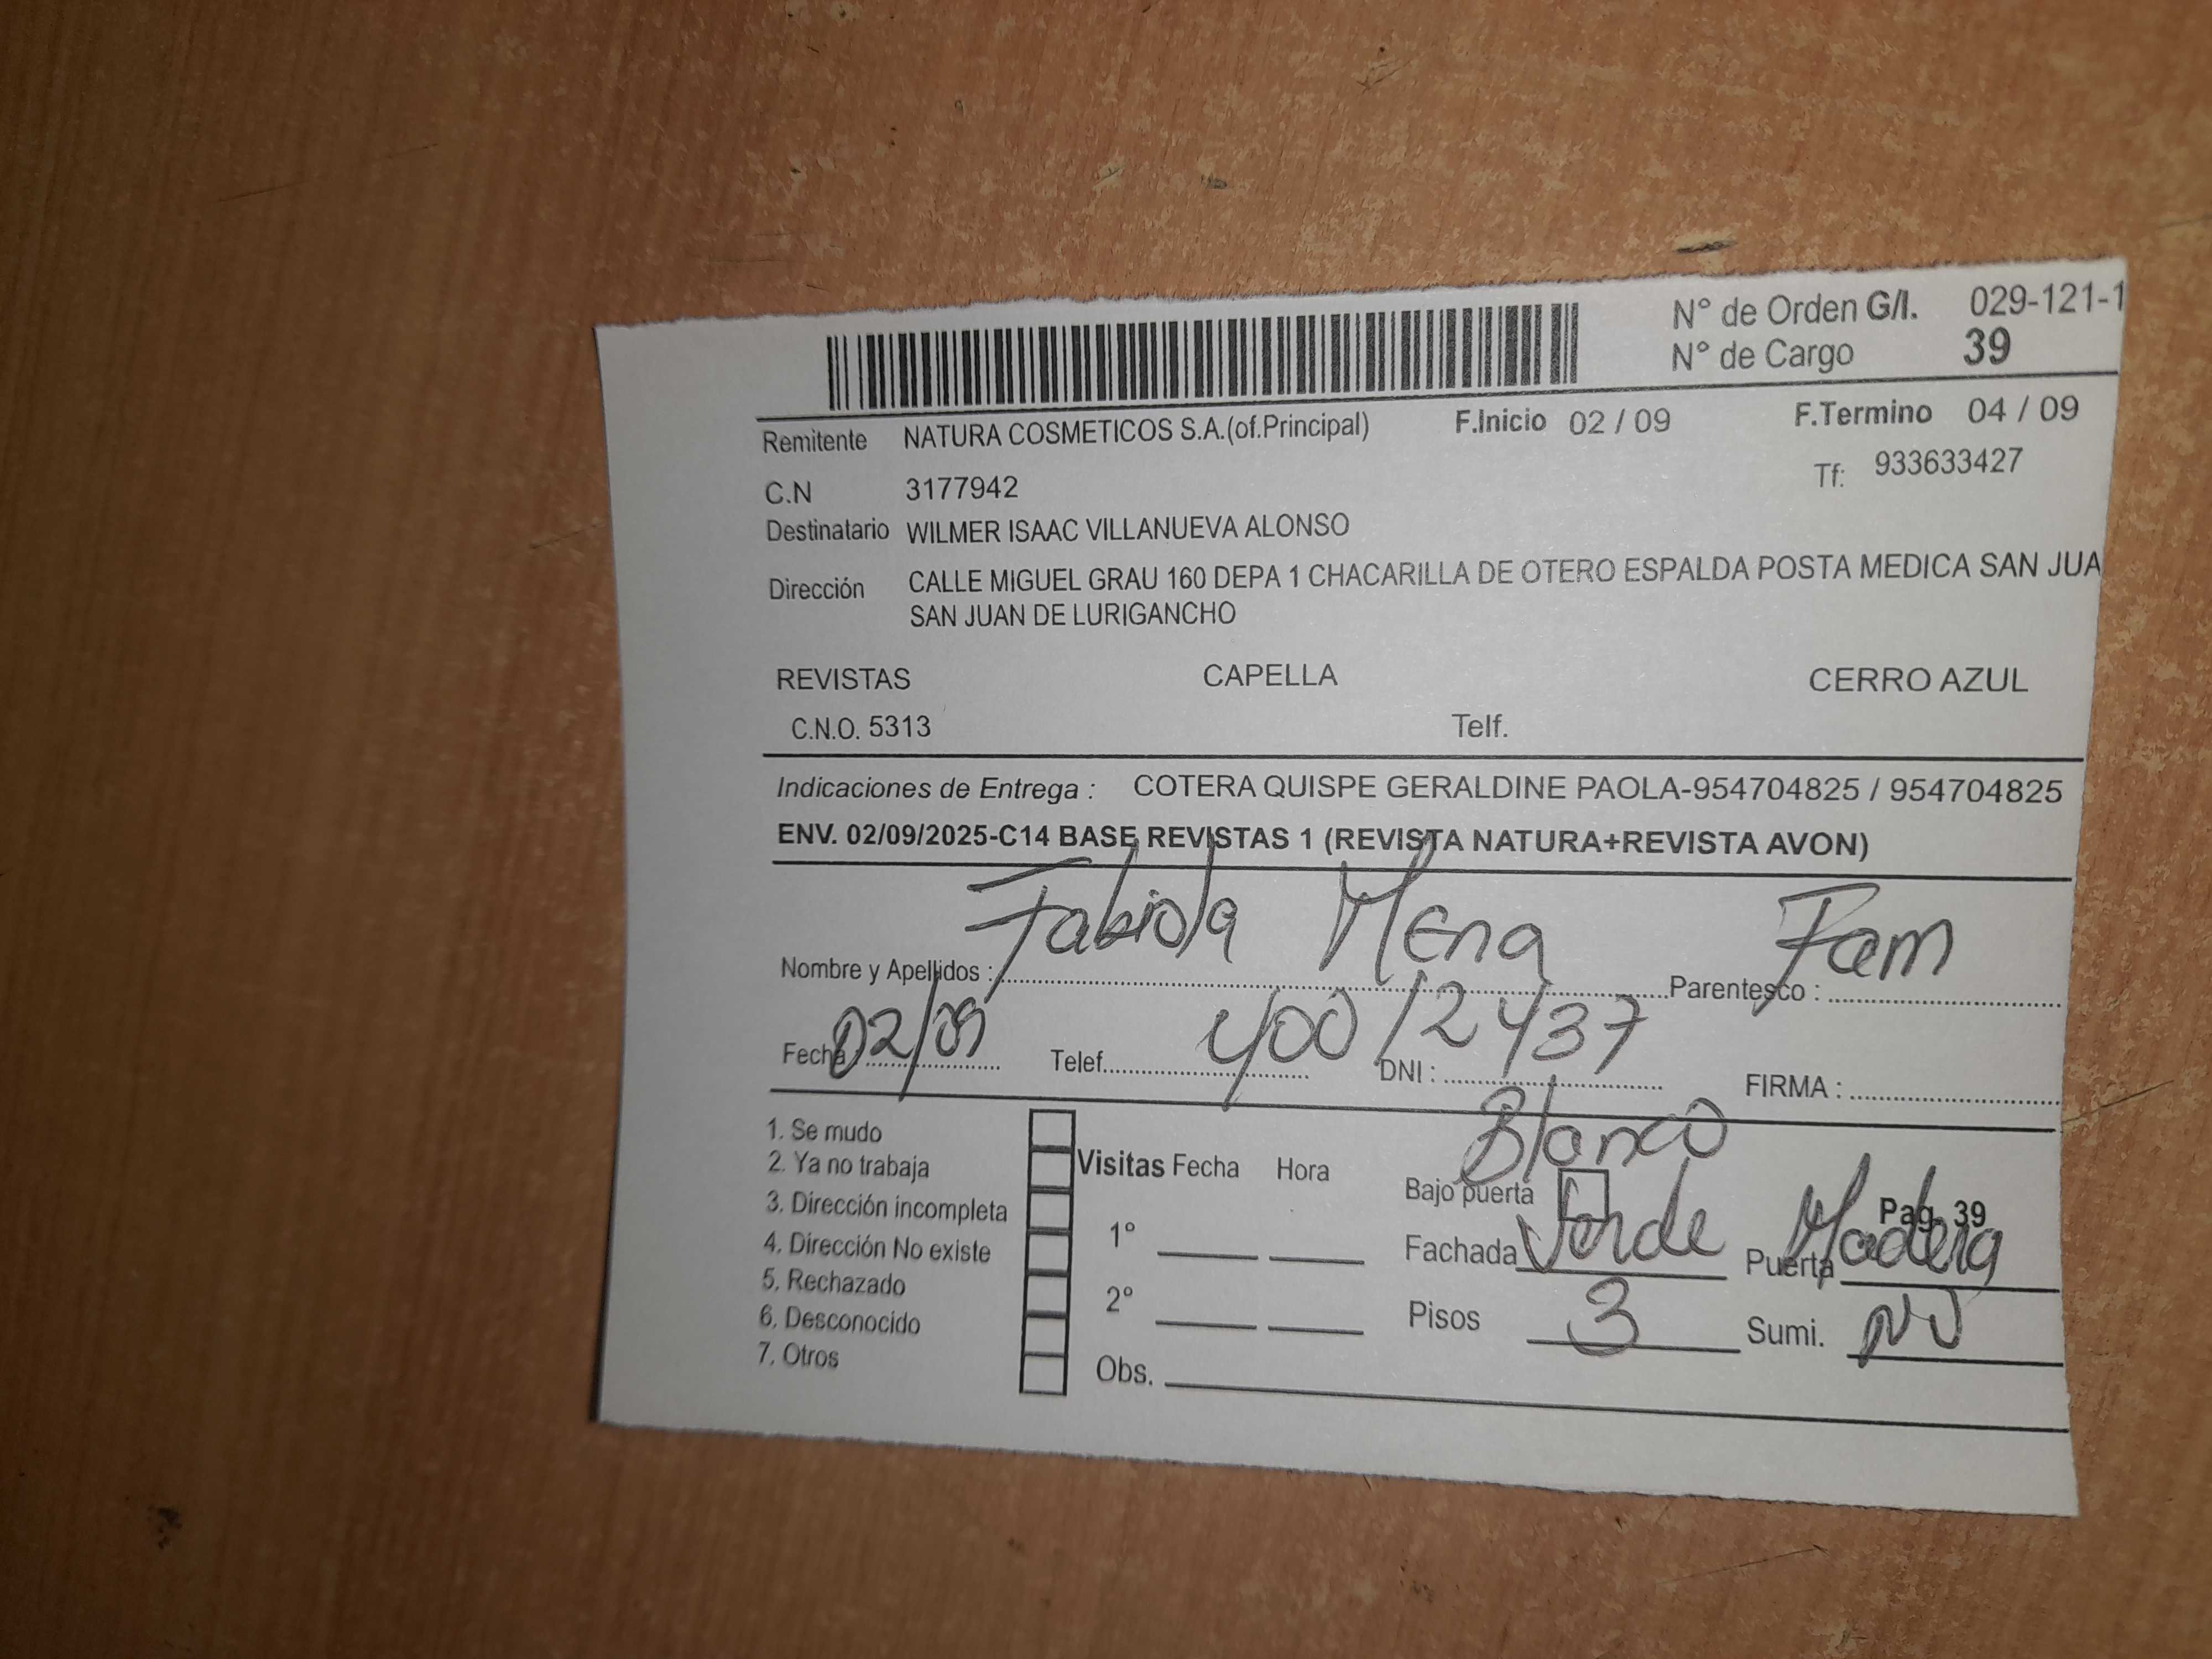 N° de Orden G/I. 029-121-1
N° de Cargo 39
Remitente NATURA COSMETICOS S.A.(of.Principal) F.Inicio 02 / 09 F.Termino 04 / 09
C.N 3177942 Tf: 933633427
Destinatario WILMER ISAAC VILLANUEVA ALONSO
Dirección CALLE MIGUEL GRAU 160 DEPA 1 CHACARILLA DE OTERO ESPALDA POSTA MEDICA SAN JUA
SAN JUAN DE LURIGANCHO
REVISTAS CAPELLA CERRO AZUL
C.N.O. 5313 Telf.
Indicaciones de Entrega : COTERA QUISPE GERALDINE PAOLA-954704825 / 954704825
ENV. 02/09/2025-C14 BASE REVISTAS 1 (REVISTA NATURA+REVISTA AVON)
Nombre y Apellidos : Fabiola Mena Parentesco : Fam
Fecha 02/09 Telef. DNI : 40012437 FIRMA :
1. Se mudo
2. Ya no trabaja
3. Dirección incompleta
4. Dirección No existe
5. Rechazado
6. Desconocido
7. Otros
Visitas Fecha Hora
1°
2°
Obs.
Blanco
Bajo puerta
Pag. 39
Fachada Verde Puerta Madera
Pisos 3 Sumi. NV